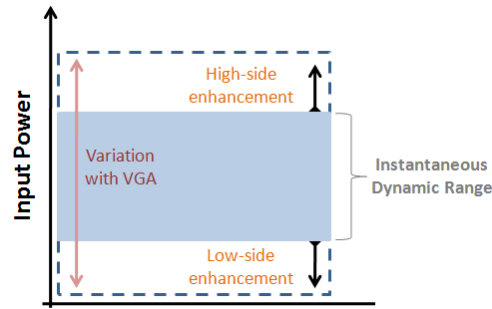 High-side
enhancement
Input Power
Variation
with VGA
Instantaneous
Dynamic Range
Low-side
enhancement